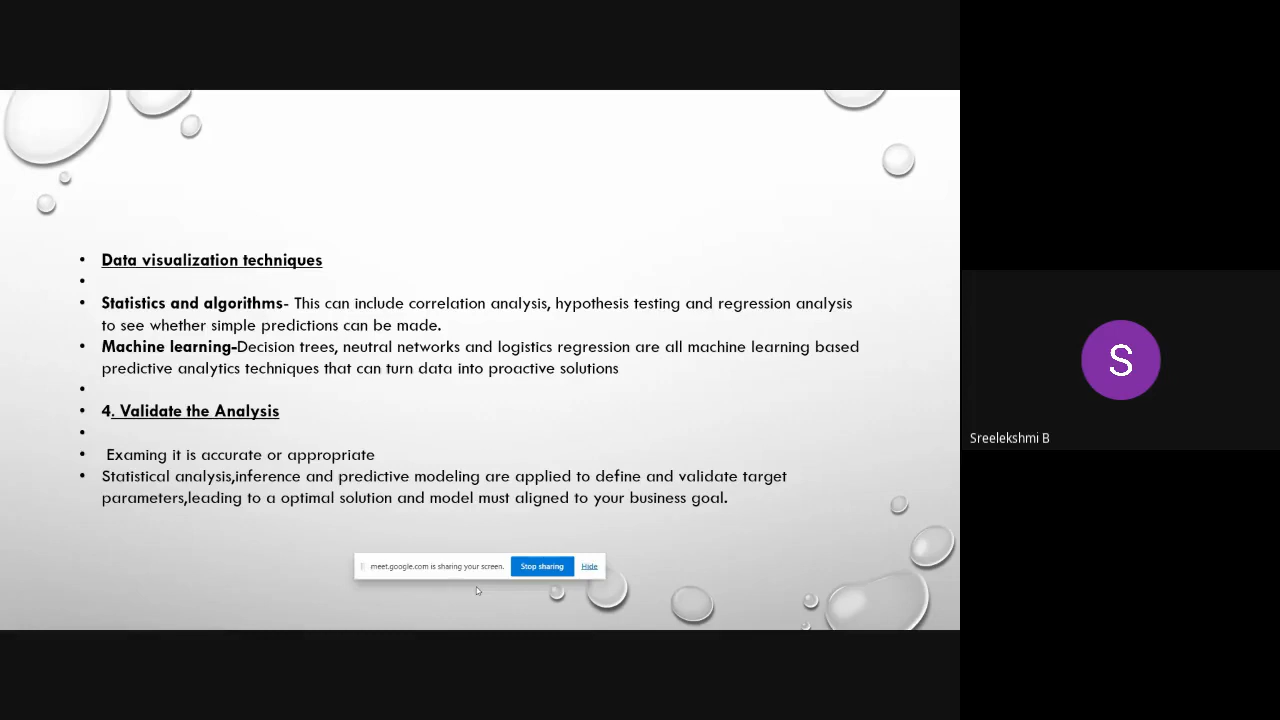 • Data visualization techniques
•
• Statistics and algorithms- This can include correlation analysis, hypothesis testing and regression analysis
to see whether simple predictions can be made.
• Machine learning-Decision trees, neutral networks and logistics regression are all machine learning based
predictive analytics techniques that can turn data into proactive solutions
•
• 4. Validate the Analysis
•
• Examing it is accurate or appropriate
• Statistical analysis,inference and predictive modeling are applied to define and validate target
parameters,leading to a optimal solution and model must aligned to your business goal.
meet.google.com is sharing your screen. Stop sharing Hide
S
Sreelekshmi B